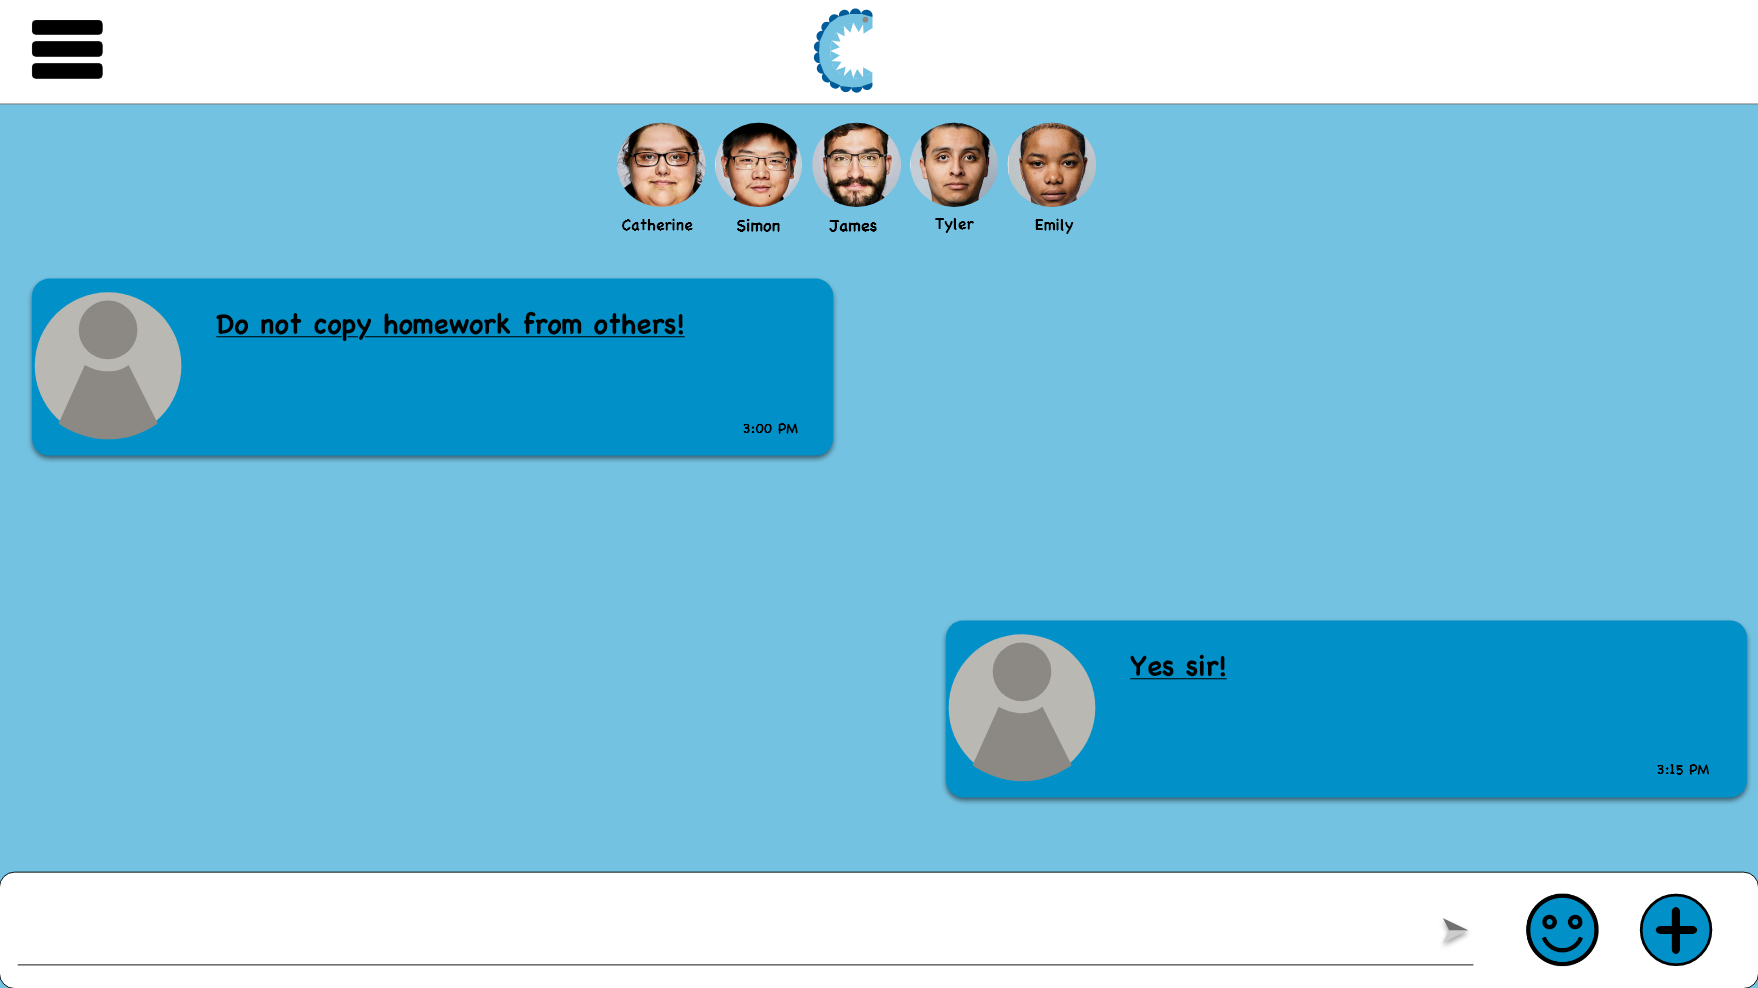 Catherine
Simon
James
Tyler
Emily
Do not copy homework from others!
3:00 PM
Yes sir!
3:15 PM